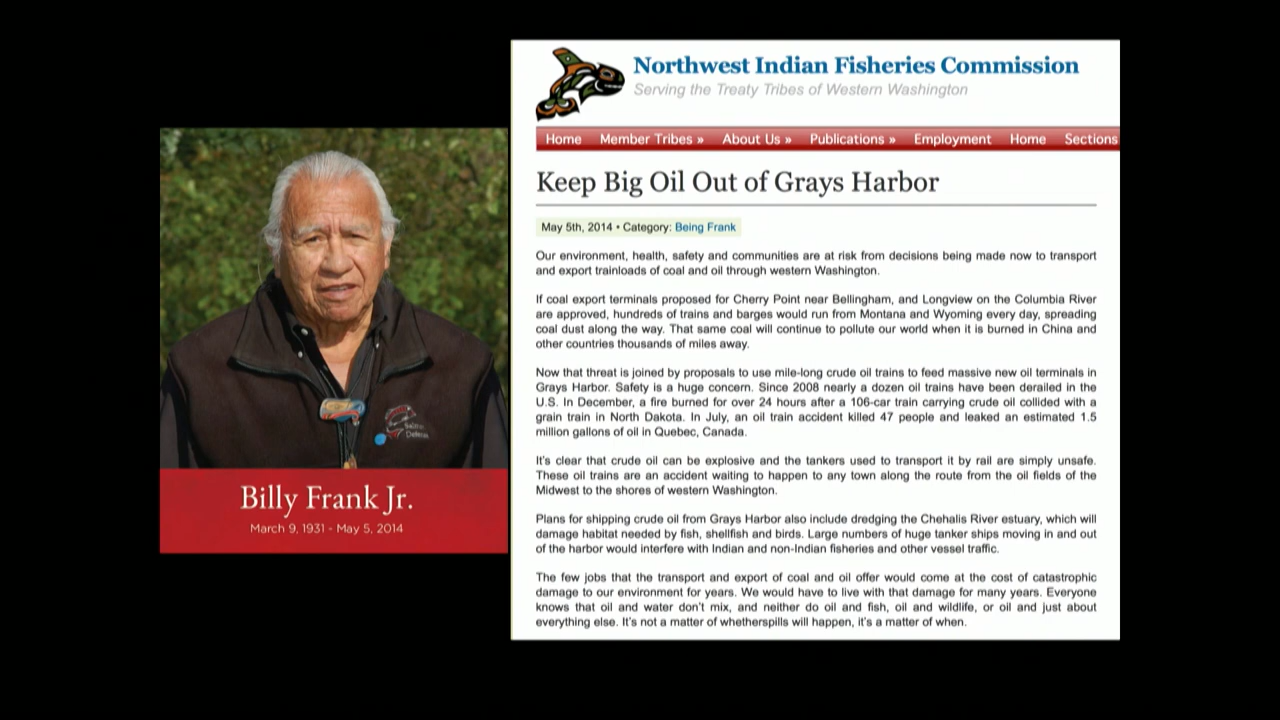 Northwest Indian Fisheries Commission
Serving the Treaty Tribes of Western Washington
Home Member Tribes » About Us » Publications » Employment Home Sections
Keep Big Oil Out of Grays Harbor
May 5th, 2014 • Category: Being Frank
Our environment, health, safety and communities are at risk from decisions being made now to transport
and export trainloads of coal and oil through western Washington.
If coal export terminals proposed for Cherry Point near Bellingham, and Longview on the Columbia River
are approved, hundreds of trains and barges would run from Montana and Wyoming every day, spreading
coal dust along the way. That same coal will continue to pollute our world when it is burned in China and
other countries thousands of miles away.
Now that threat is joined by proposals to use mile-long crude oil trains to feed massive new oil terminals in
Grays Harbor. Safety is a huge concern. Since 2008 nearly a dozen oil trains have been derailed in the
U.S. In December, a fire burned for over 24 hours after a 106-car train carrying crude oil collided with a
grain train in North Dakota. In July, an oil train accident killed 47 people and leaked an estimated 1.5
million gallons of oil in Quebec, Canada.
It's clear that crude oil can be explosive and the tankers used to transport it by rail are simply unsafe.
These oil trains are an accident waiting to happen to any town along the route from the oil fields of the
Midwest to the shores of western Washington.
Plans for shipping crude oil from Grays Harbor also include dredging the Chehalis River estuary, which will
damage habitat needed by fish, shellfish and birds. Large numbers of huge tanker ships moving in and out
of the harbor would interfere with Indian and non-Indian fisheries and other vessel traffic.
The few jobs that the transport and export of coal and oil offer would come at the cost of catastrophic
damage to our environment for years. We would have to live with that damage for many years. Everyone
knows that oil and water don't mix, and neither do oil and fish, oil and wildlife, or oil and just about
everything else. It's not a matter of whetherspills will happen, it's a matter of when.
Billy Frank Jr.
March 9, 1931 - May 5, 2014